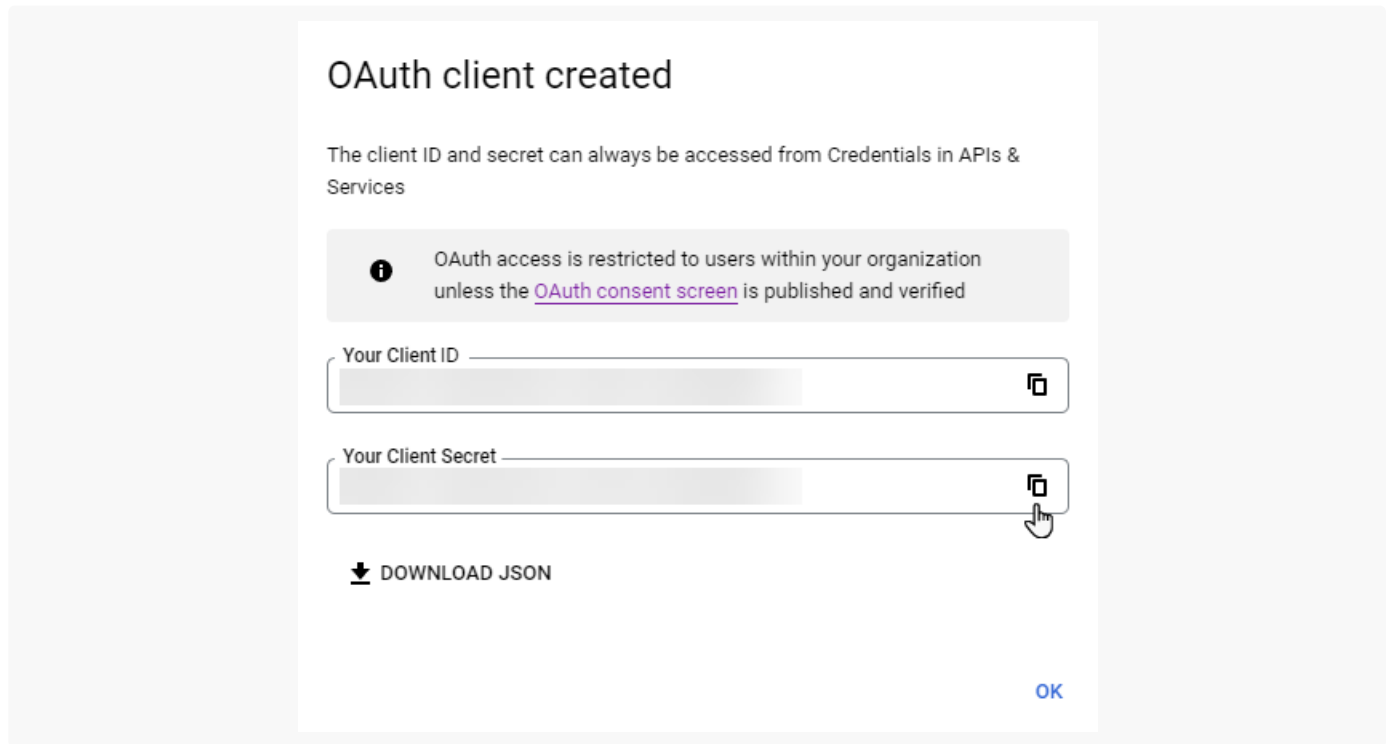 OAuth client created
The client ID and secret can always be accessed from Credentials in APIs &
Services
OAuth access is restricted to users within your organization
unless the OAuth consent screen is published and verified
Your Client ID
Your Client Secret
DOWNLOAD JSON
OK